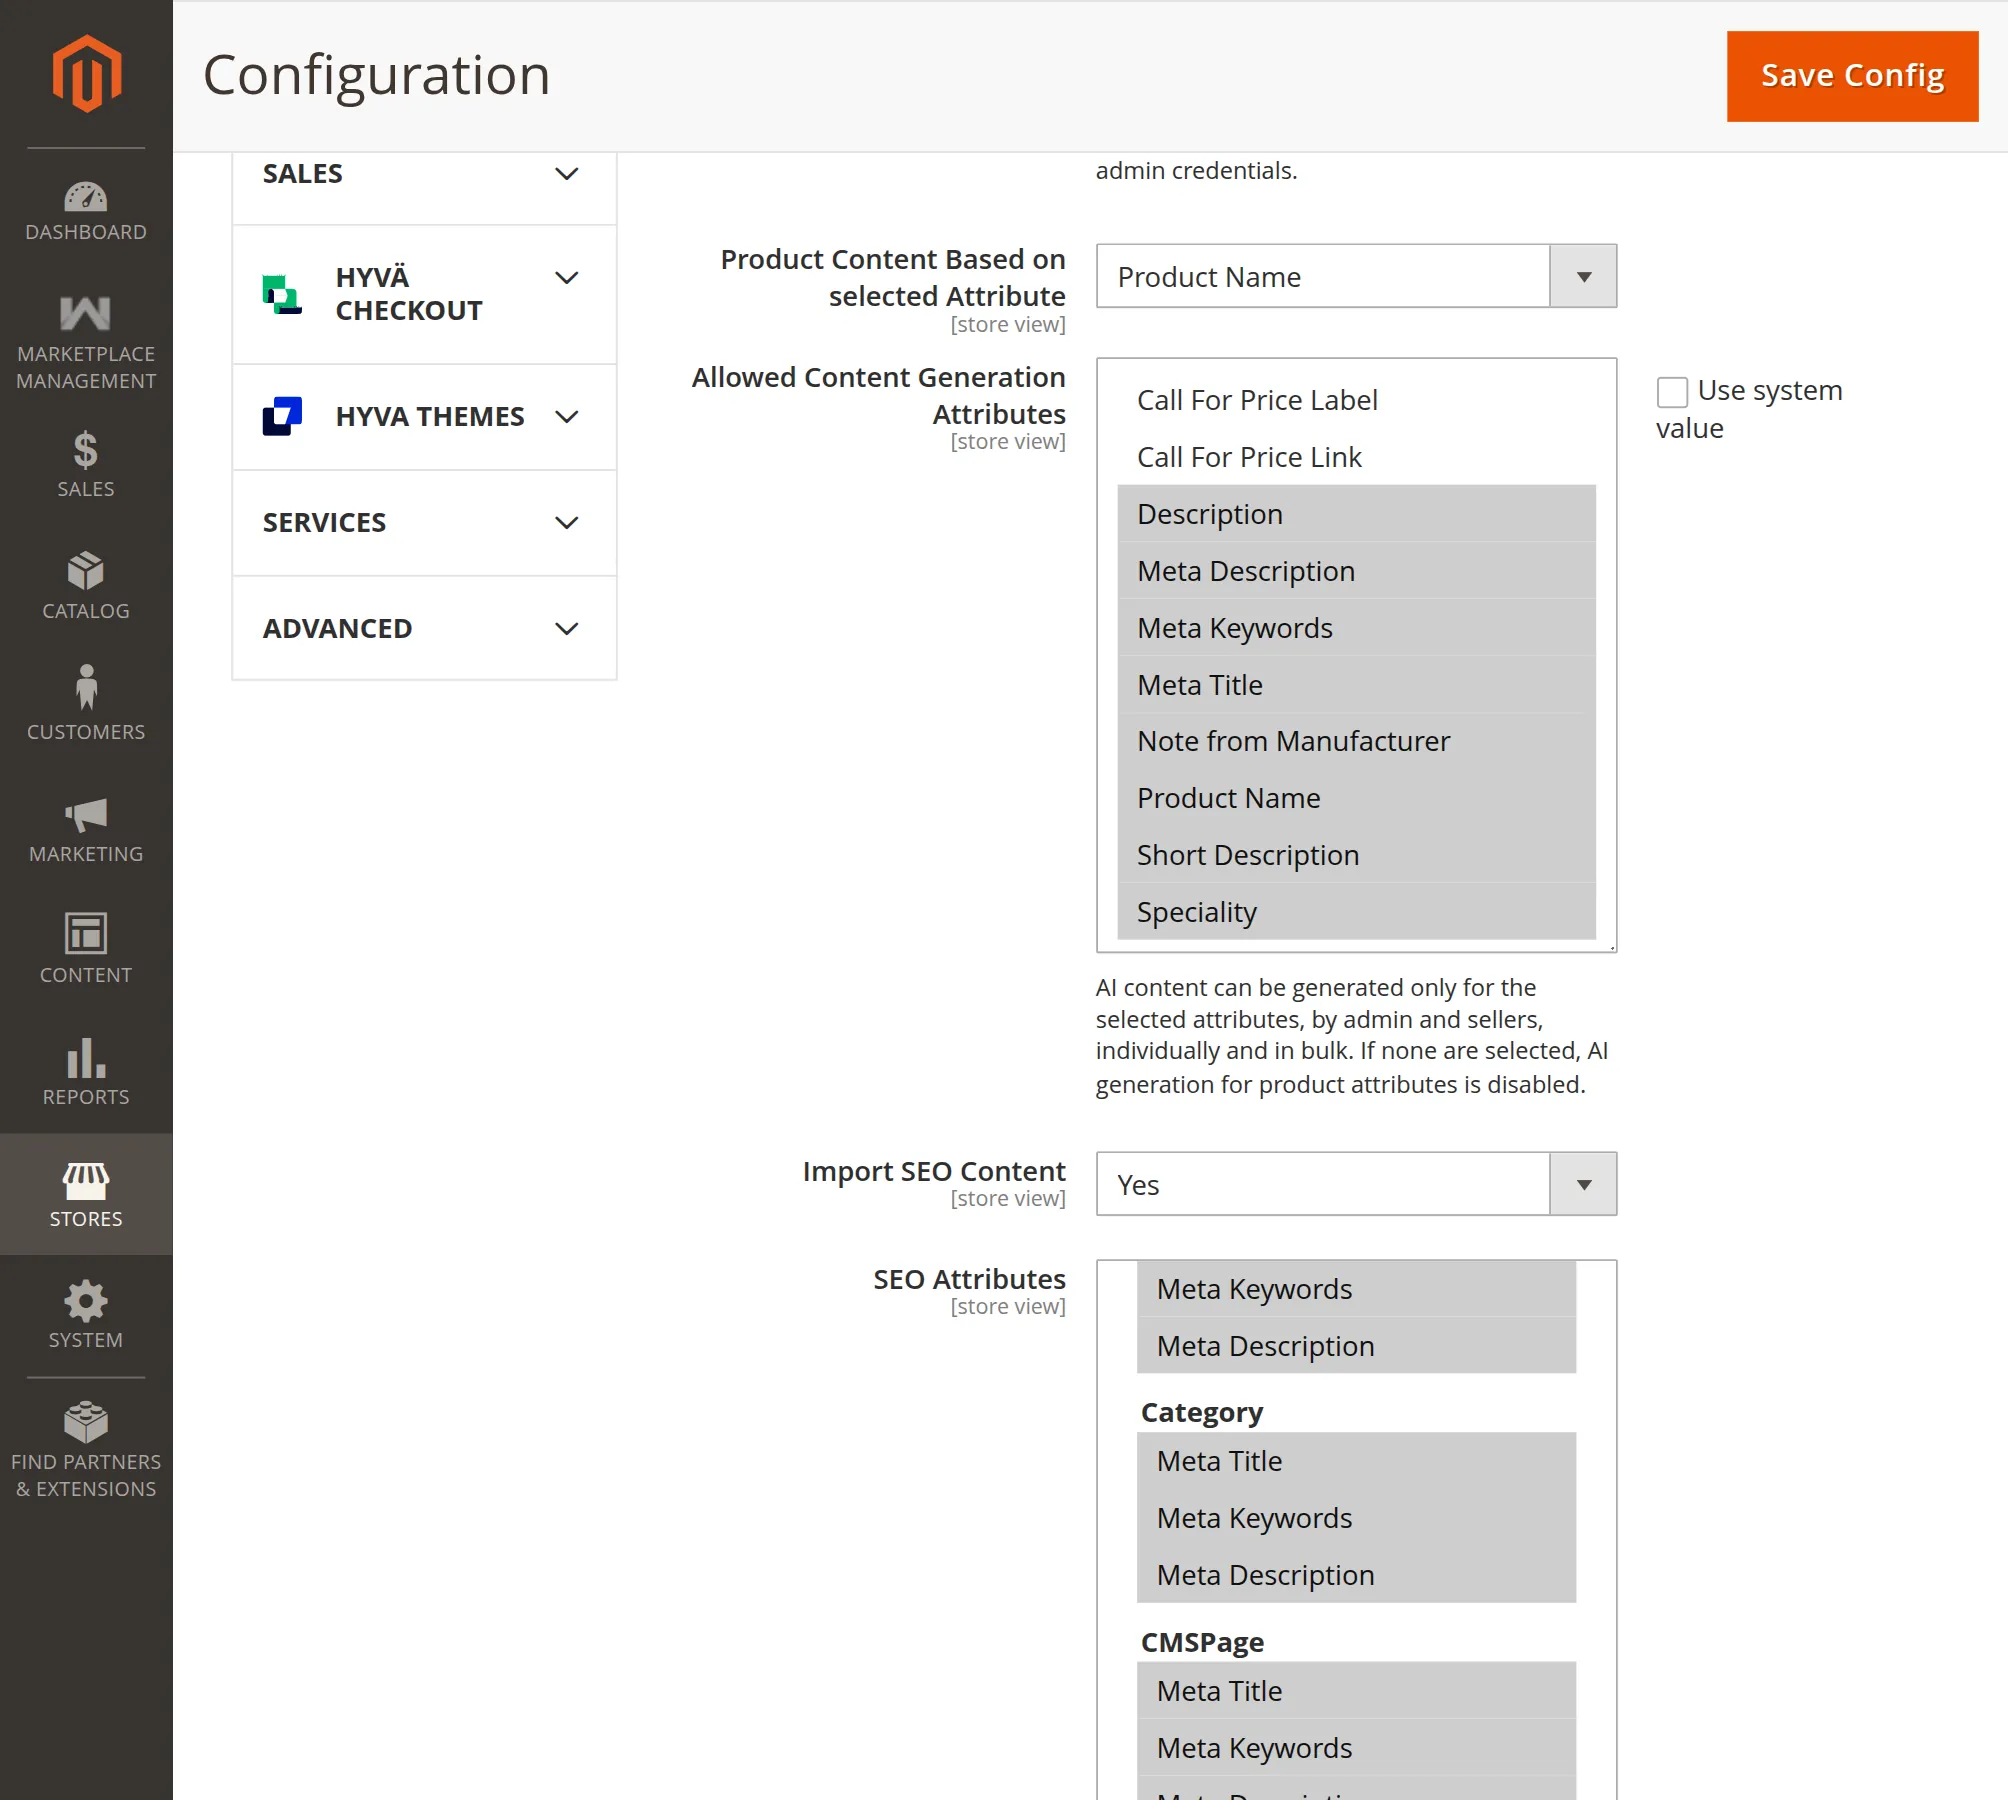 Configuration
Save Config
DASHBOARD
MARKETPLACE
MANAGEMENT
SALES
CATALOG
CUSTOMERS
MARKETING
CONTENT
REPORTS
STORES
SYSTEM
FIND PARTNERS
& EXTENSIONS
SALES
HYVÄ
CHECKOUT
HYVA THEMES
SERVICES
ADVANCED
admin credentials.
Product Content Based on
selected Attribute
[store view]
Product Name
Allowed Content Generation
Attributes
[store view]
Call For Price Label
Call For Price Link
Description
Meta Description
Meta Keywords
Meta Title
Note from Manufacturer
Product Name
Short Description
Speciality
Use system
value
AI content can be generated only for the
selected attributes, by admin and sellers,
individually and in bulk. If none are selected, AI
generation for product attributes is disabled.
Import SEO Content
[store view]
Yes
SEO Attributes
[store view]
Meta Keywords
Meta Description
Category
Meta Title
Meta Keywords
Meta Description
CMSPage
Meta Title
Meta Keywords